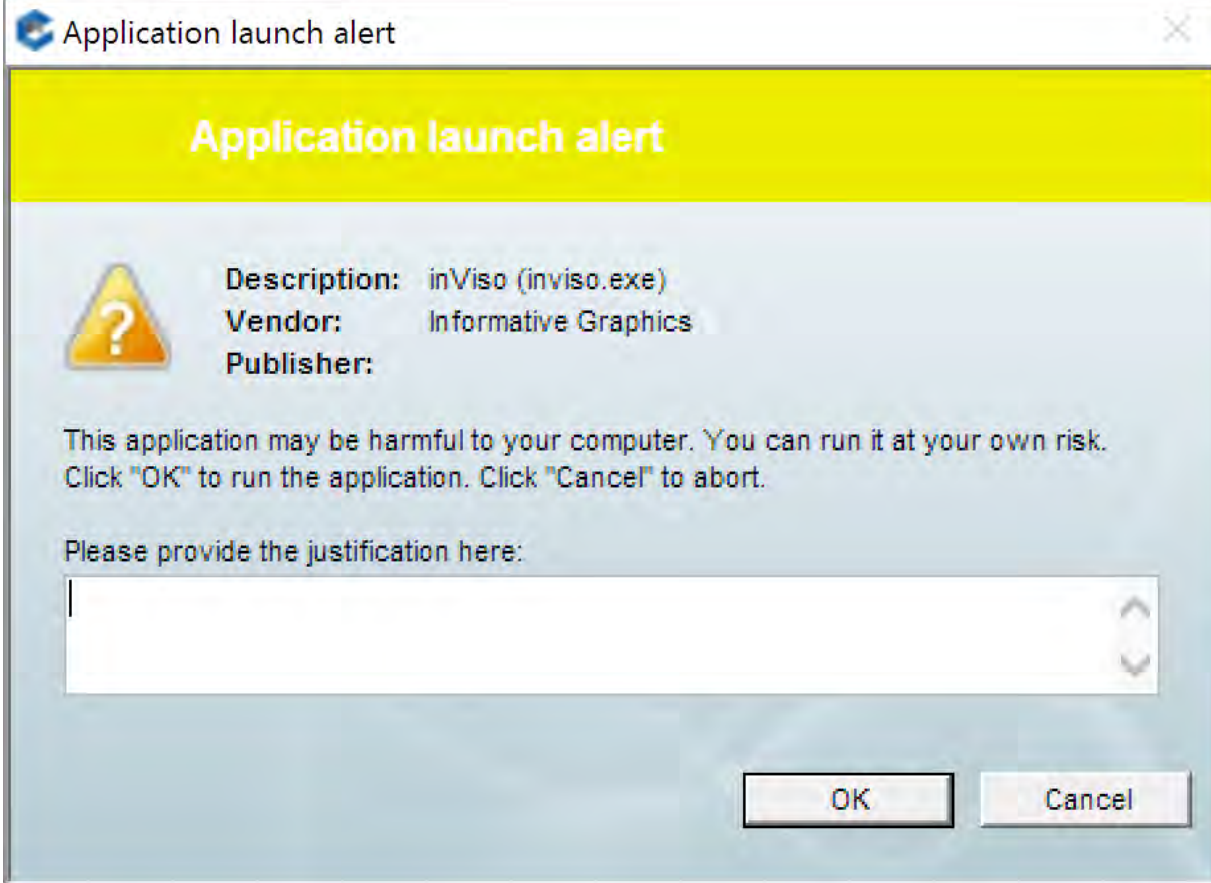 Application launch alert
Application launch alert
Description: inViso (inviso.exe)
Vendor: Informative Graphics
Publisher:
This application may be harmful to your computer. You can run it at your own risk.
Click "OK" to run the application. Click "Cancel" to abort.
Please provide the justification here:
OK Cancel